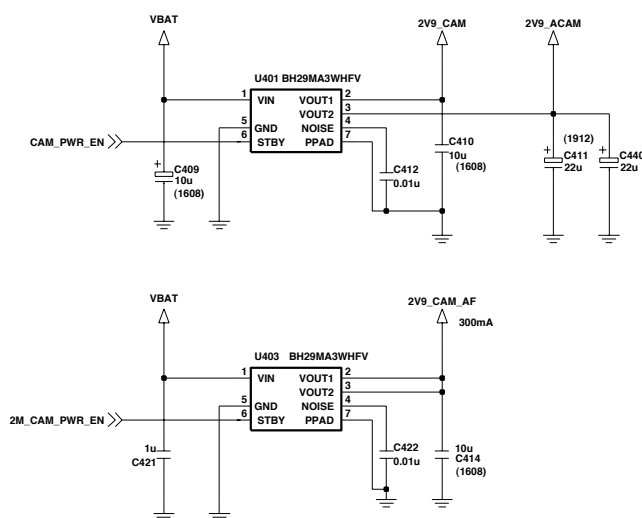 VBAT
2V9_CAM
2V9_ACAM
U401 BH29MA3WHFV
1 VIN VOUT1 2
VOUT2 3
5 GND NOISE 4
6 STBY PPAD 7
CAM_PWR_EN
+ C409
10u
(1608)
C412
0.01u
C410
10u
(1608)
(1912)
+ C411
22u
+ C440
22u
VBAT
2V9_CAM_AF
300mA
U403 BH29MA3WHFV
1 VIN VOUT1 2
VOUT2 3
5 GND NOISE 4
6 STBY PPAD 7
2M_CAM_PWR_EN
1u
C421
C422
0.01u
10u
C414
(1608)